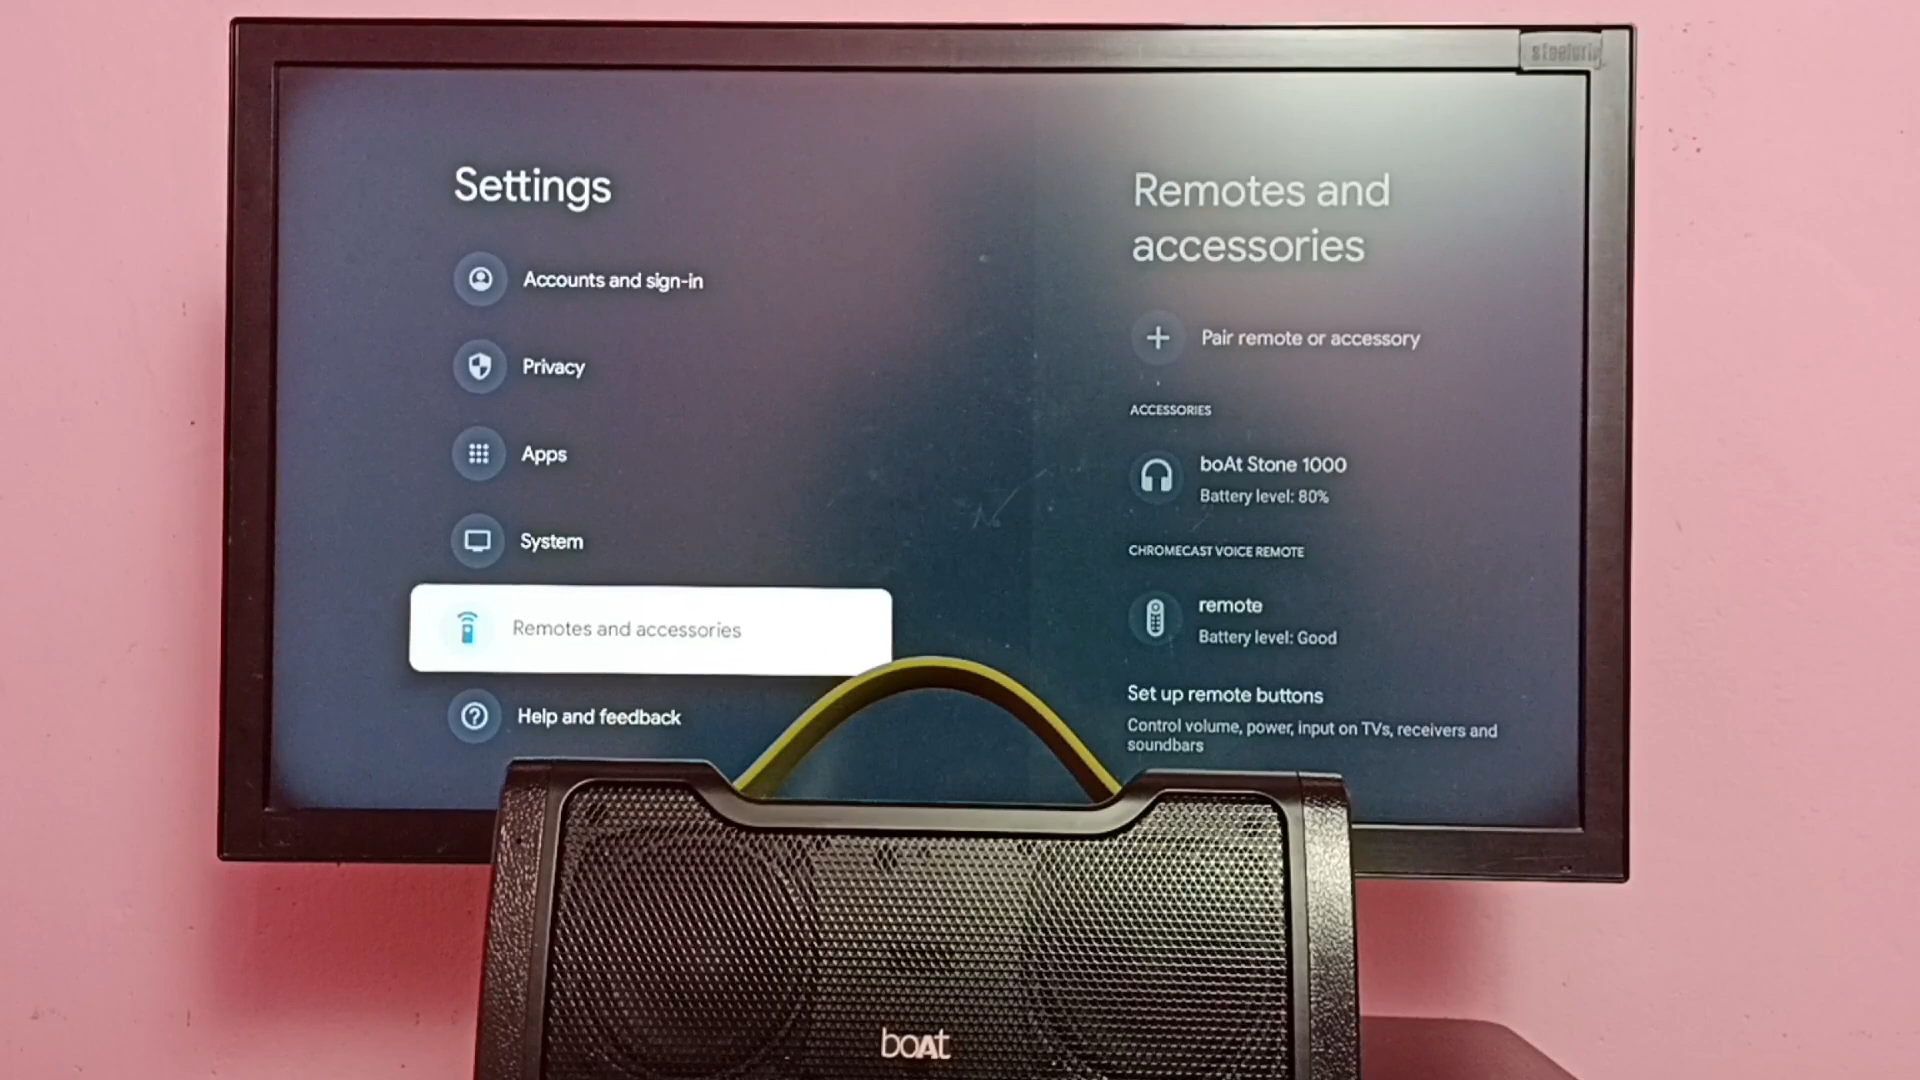 Settings
Accounts and sign-in
Privacy
Apps
System
Remotes and accessories
Help and feedback
Remotes and
accessories
Pair remote or accessory
ACCESSORIES
boAt Stone 1000
Battery level: 80%
CHROMECAST VOICE REMOTE
remote
Battery level: Good
Set up remote buttons
Control volume, power, input on TVs, receivers and
soundbars
boAt